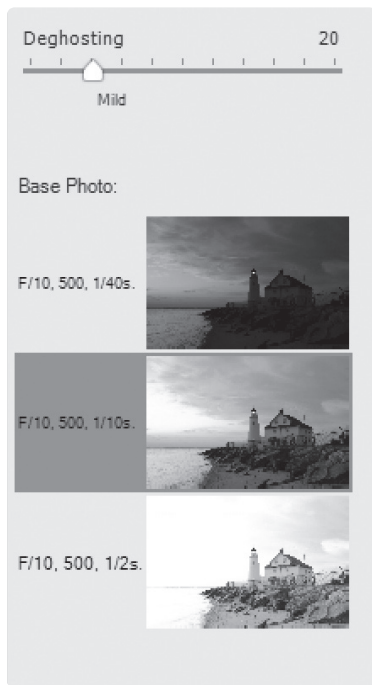 Deghosting 20
Mild
Base Photo:
F/10, 500, 1/40s.
F/10, 500, 1/10s.
F/10, 500, 1/2s.